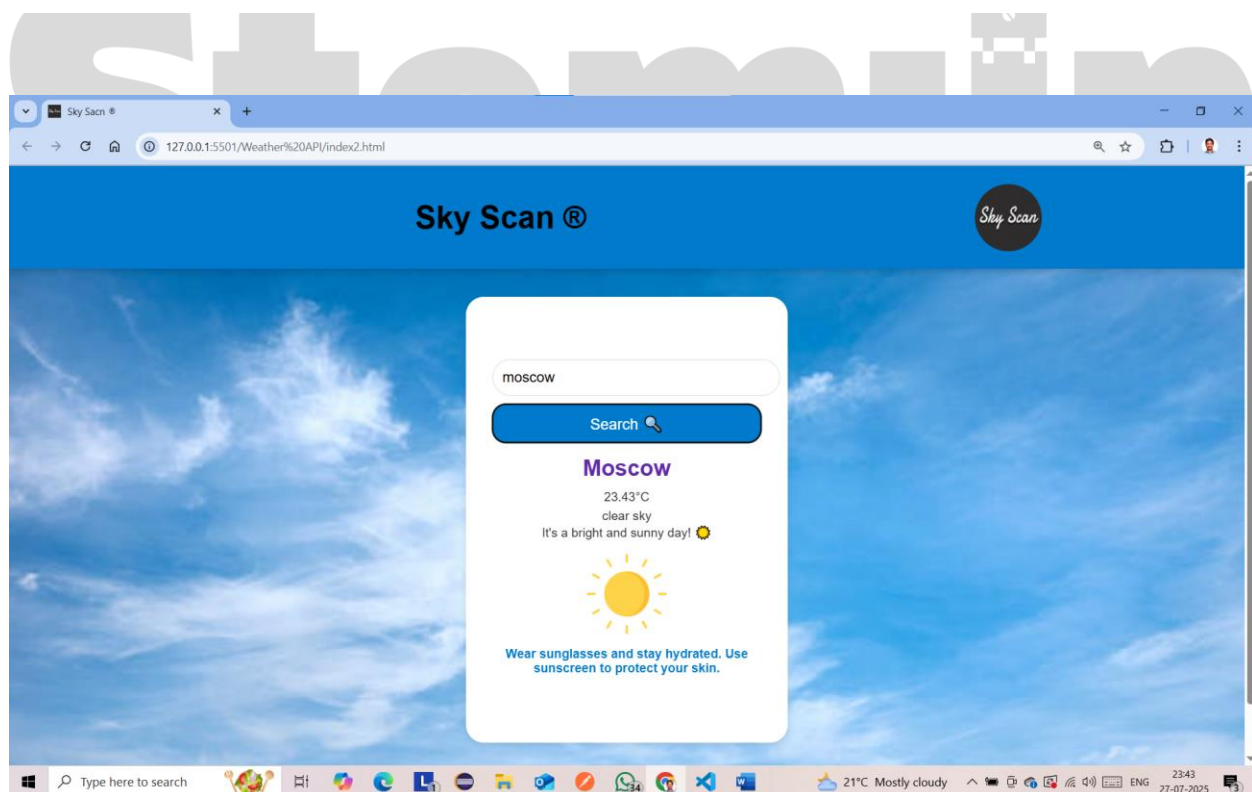 Sky Sacn ®
127.0.0.1:5501/Weather%20API/index2.html
Sky Scan ®
Sky Scan
moscow
Search
Moscow
23.43°C
clear sky
It's a bright and sunny day!
Wear sunglasses and stay hydrated. Use
sunscreen to protect your skin.
Type here to search
21°C Mostly cloudy
ENG
23:43
27-07-2025